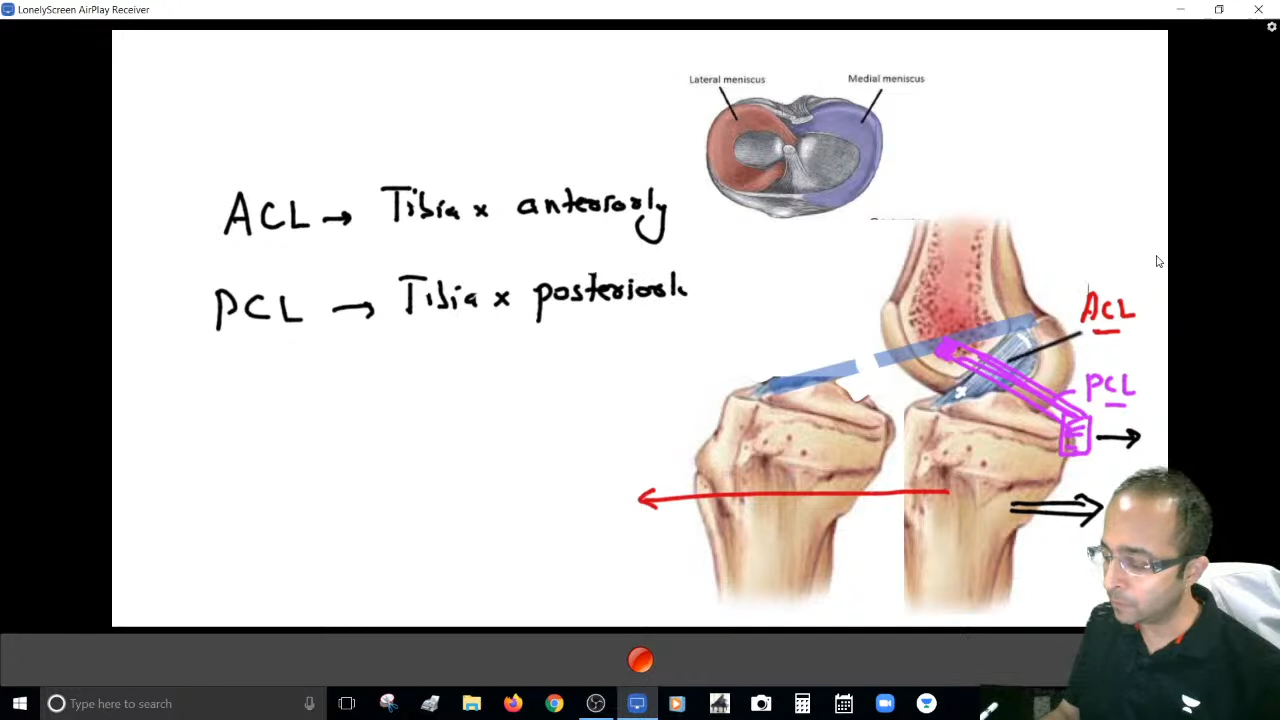 LonelyScreen AirPlay Receiver
Lateral meniscus
Medial meniscus
ACL → Tibia x anteriorly
PCL → Tibia x posteriorly
ACL
PCL
Type here to search